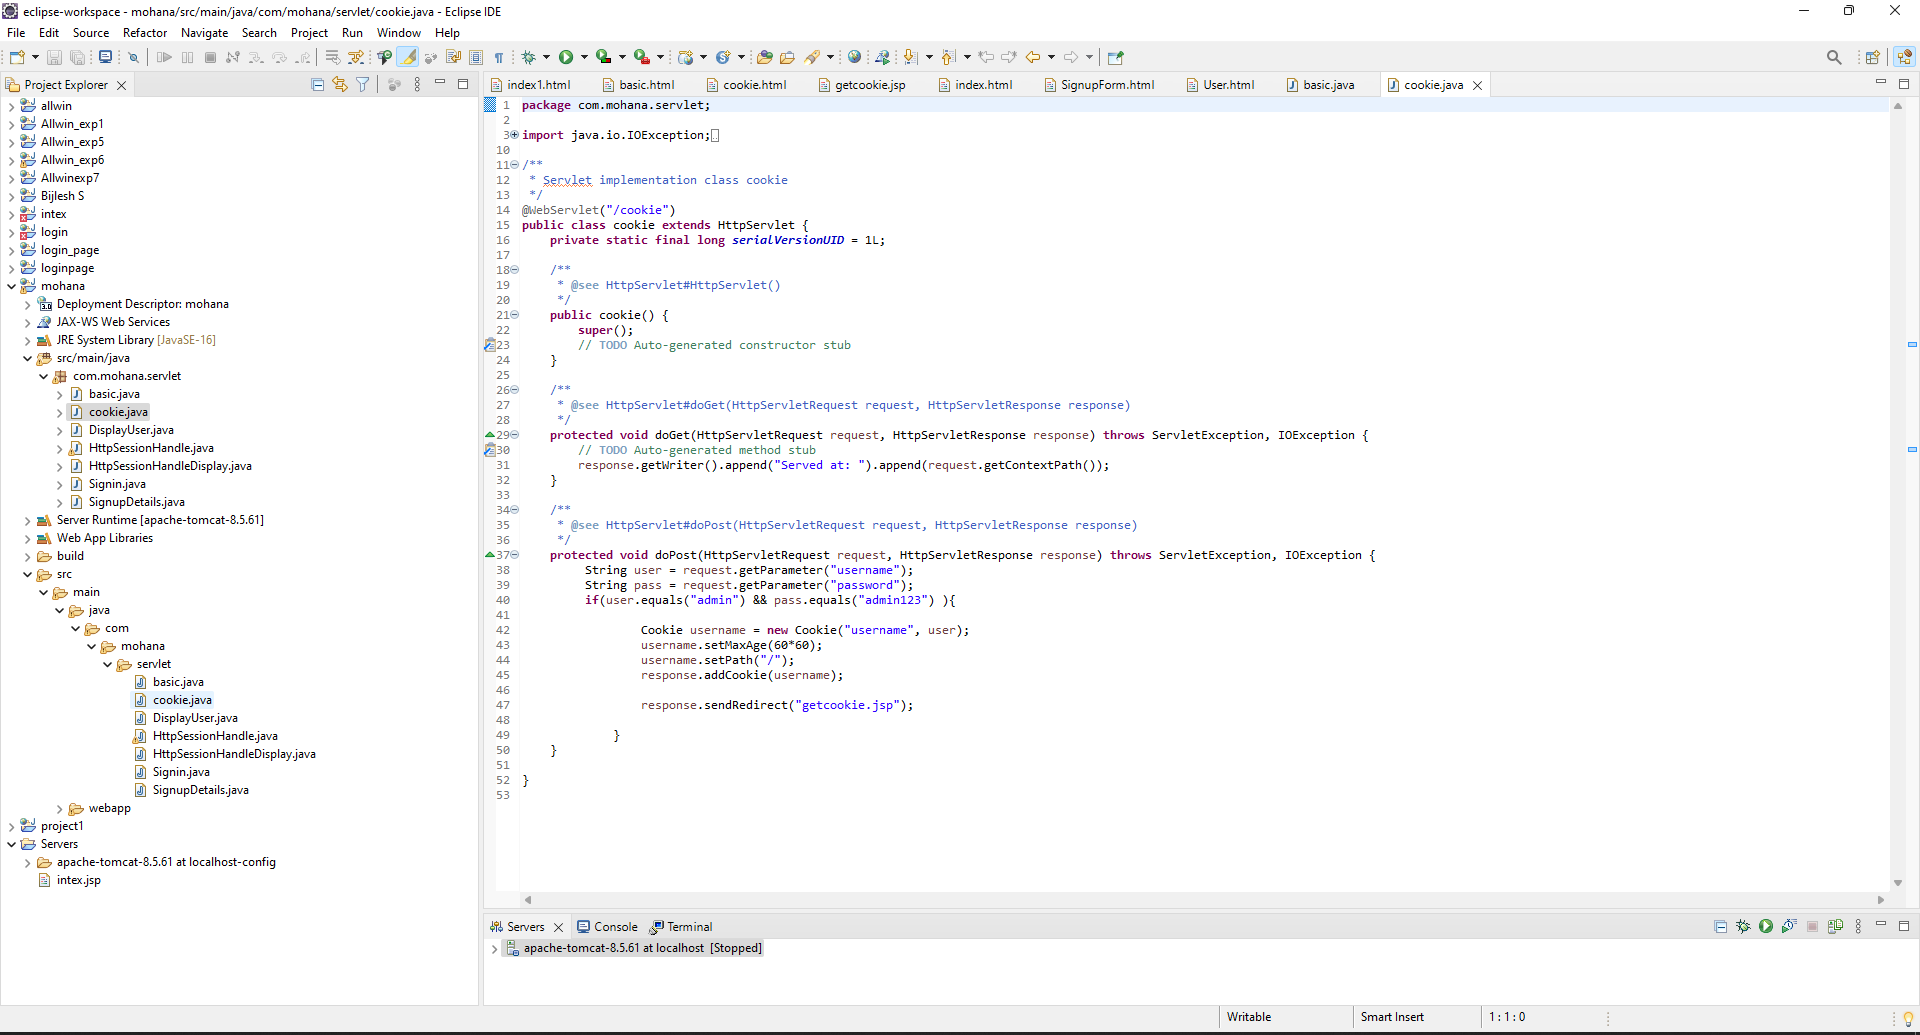 eclipse-workspace - mohana/src/main/java/com/mohana/servlet/cookie.java - Eclipse IDE
File Edit Source Refactor Navigate Search Project Run Window Help
Project Explorer
allwin
Allwin_exp1
Allwin_exp5
Allwin_exp6
Allwinexp7
Bijlesh S
intex
login
login_page
loginpage
mohana
Deployment Descriptor: mohana
JAX-WS Web Services
JRE System Library [JavaSE-16]
src/main/java
com.mohana.servlet
basic.java
cookie.java
DisplayUser.java
HttpSessionHandle.java
HttpSessionHandleDisplay.java
Signin.java
SignupDetails.java
Server Runtime [apache-tomcat-8.5.61]
Web App Libraries
build
src
main
java
com
mohana
servlet
basic.java
cookie.java
DisplayUser.java
HttpSessionHandle.java
HttpSessionHandleDisplay.java
Signin.java
SignupDetails.java
webapp
project1
Servers
apache-tomcat-8.5.61 at localhost-config
intex.jsp
index1.html basic.html cookie.html getcookie.jsp index.html SignupForm.html User.html basic.java cookie.java
1 package com.mohana.servlet;
2
3 import java.io.IOException;
10
11 /**
12  * Servlet implementation class cookie
13  */
14 @WebServlet("/cookie")
15 public class cookie extends HttpServlet {
16     private static final long serialVersionUID = 1L;
17
18     /**
19      * @see HttpServlet#HttpServlet()
20      */
21     public cookie() {
22         super();
23         // TODO Auto-generated constructor stub
24     }
25
26     /**
27      * @see HttpServlet#doGet(HttpServletRequest request, HttpServletResponse response)
28      */
29     protected void doGet(HttpServletRequest request, HttpServletResponse response) throws ServletException, IOException {
30         // TODO Auto-generated method stub
31         response.getWriter().append("Served at: ").append(request.getContextPath());
32     }
33
34     /**
35      * @see HttpServlet#doPost(HttpServletRequest request, HttpServletResponse response)
36      */
37     protected void doPost(HttpServletRequest request, HttpServletResponse response) throws ServletException, IOException {
38          String user = request.getParameter("username");
39          String pass = request.getParameter("password");
40          if(user.equals("admin") && pass.equals("admin123") ){
41
42                  Cookie username = new Cookie("username", user);
43                  username.setMaxAge(60*60);
44                  username.setPath("/");
45                  response.addCookie(username);
46
47                  response.sendRedirect("getcookie.jsp");
48
49              }
50     }
51
52 }
53
Servers Console Terminal
apache-tomcat-8.5.61 at localhost [Stopped]
Writable Smart Insert 1 : 1 : 0